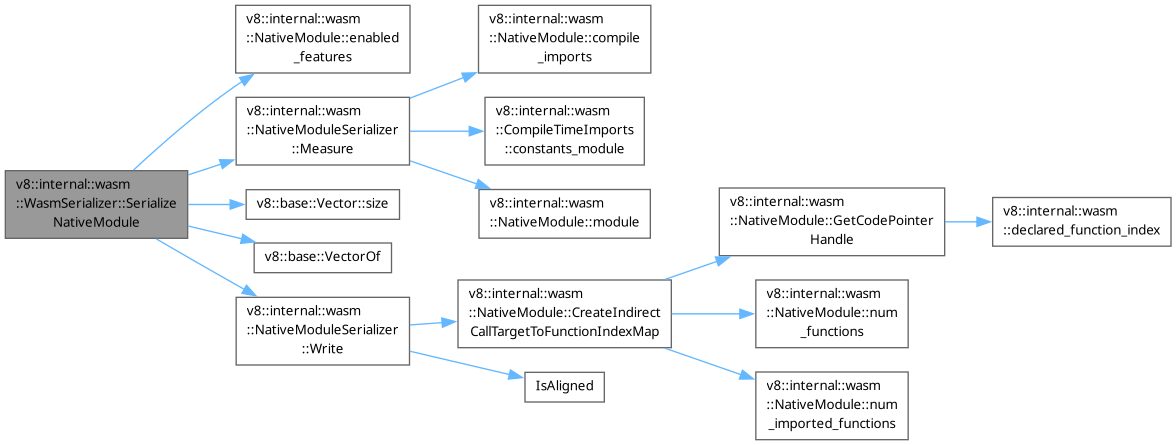 v8::internal::wasm
::WasmSerializer::Serialize
NativeModule
v8::internal::wasm
::NativeModule::enabled
_features
v8::internal::wasm
::NativeModuleSerializer
::Measure
v8::base::Vector::size
v8::base::VectorOf
v8::internal::wasm
::NativeModuleSerializer
::Write
v8::internal::wasm
::NativeModule::compile
_imports
v8::internal::wasm
::CompileTimeImports
::constants_module
v8::internal::wasm
::NativeModule::module
v8::internal::wasm
::NativeModule::CreateIndirect
CallTargetToFunctionIndexMap
IsAligned
v8::internal::wasm
::NativeModule::GetCodePointer
Handle
v8::internal::wasm
::NativeModule::num
_functions
v8::internal::wasm
::NativeModule::num
_imported_functions
v8::internal::wasm
::declared_function_index